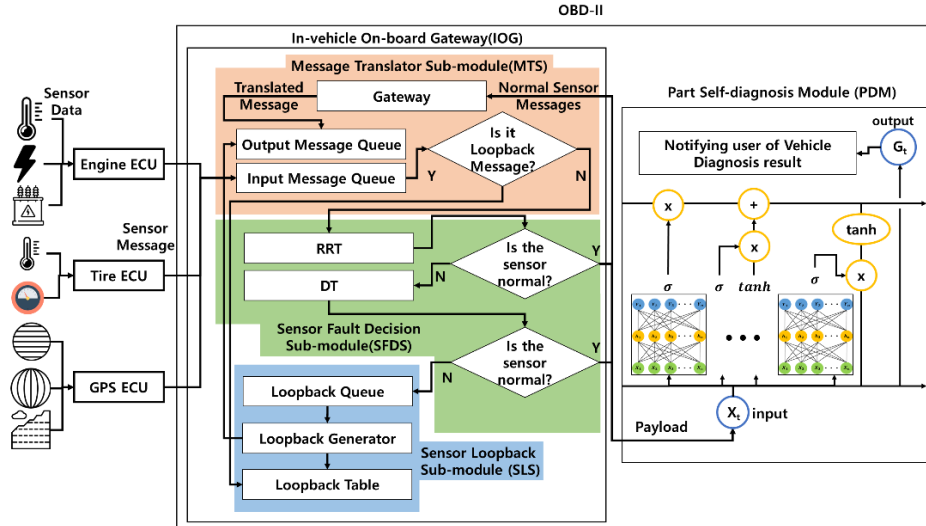 OBD-II
In-vehicle On-board Gateway(IOG)
Message Translator Sub-module(MTS)
Translated
Message
Gateway
Normal Sensor
Messages
Sensor
Data
Output Message Queue
Input Message Queue
Is it
Loopback
Message?
Y
N
Engine ECU
Sensor
Message
Tire ECU
GPS ECU
RRT
DT
Is the
sensor
normal?
Y
N
Sensor Fault Decision
Sub-module(SFDS)
Is the
sensor
normal?
Y
N
Loopback Queue
Loopback Generator
Loopback Table
Sensor Loopback
Sub-module (SLS)
Part Self-diagnosis Module (PDM)
output
Notifying user of Vehicle
Diagnosis result
Gt
x
+
tanh
x
x
σ
σ
tanh
σ
Xt
input
Payload